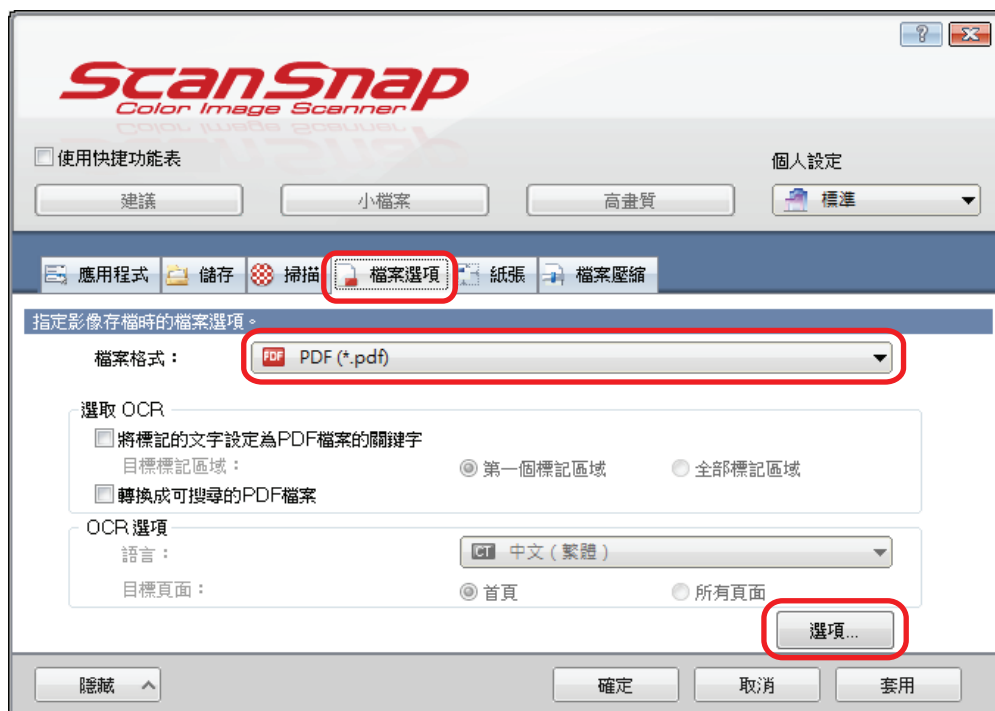 ?
ScanSnap
Color Image Scanner
使用快捷功能表
個人設定
建議 小檔案 高畫質 標準
應用程式 儲存 掃描 檔案選項 紙張 檔案壓縮
指定影像存檔時的檔案選項。
檔案格式： PDF PDF (*.pdf)
選取 OCR
將標記的文字設定為PDF檔案的關鍵字
目標標記區域： 第一個標記區域 全部標記區域
轉換成可搜尋的PDF檔案
OCR 選項
語言： CT 中文 ( 繁體 )
目標頁面： 首頁 所有頁面
選項...
隱藏 確定 取消 套用